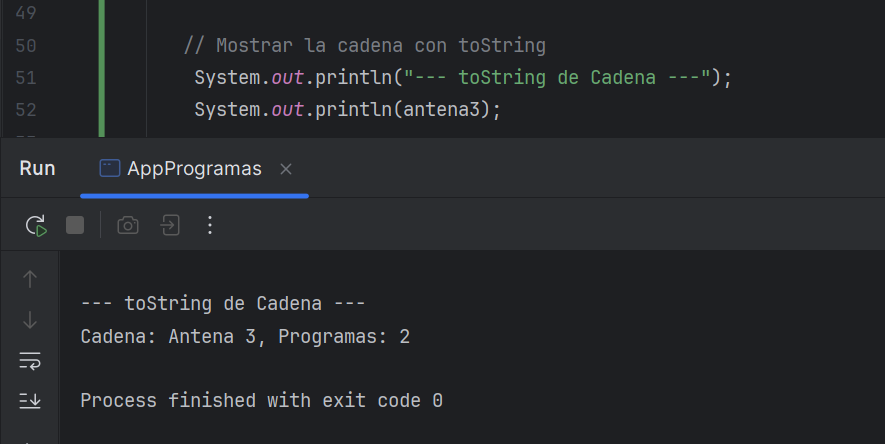 49
50 // Mostrar la cadena con toString
51 System.out.println("--- toString de Cadena ---");
52 System.out.println(antena3);
Run AppProgramas
--- toString de Cadena ---
Cadena: Antena 3, Programas: 2
Process finished with exit code 0